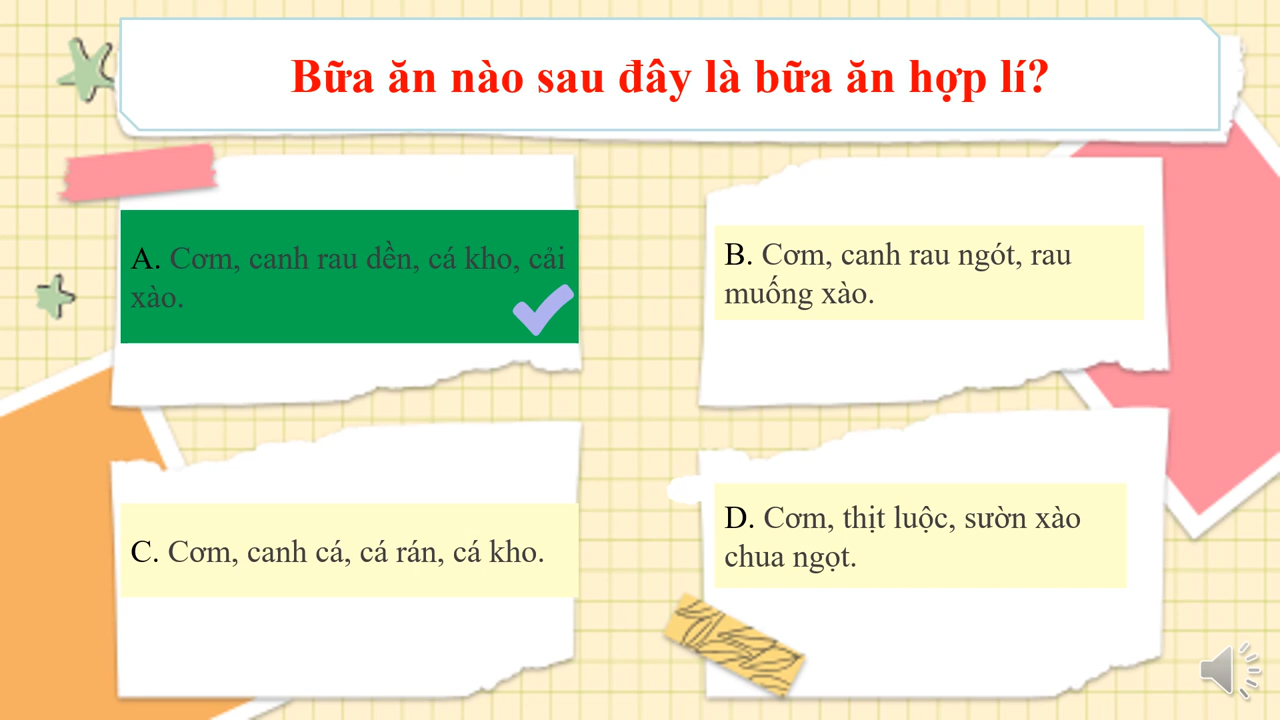 Bữa ăn nào sau đây là bữa ăn hợp lí?
A. Cơm, canh rau dền, cá kho, cải
xào.
B. Cơm, canh rau ngót, rau
muống xào.
C. Cơm, canh cá, cá rán, cá kho.
D. Cơm, thịt luộc, sườn xào
chua ngọt.